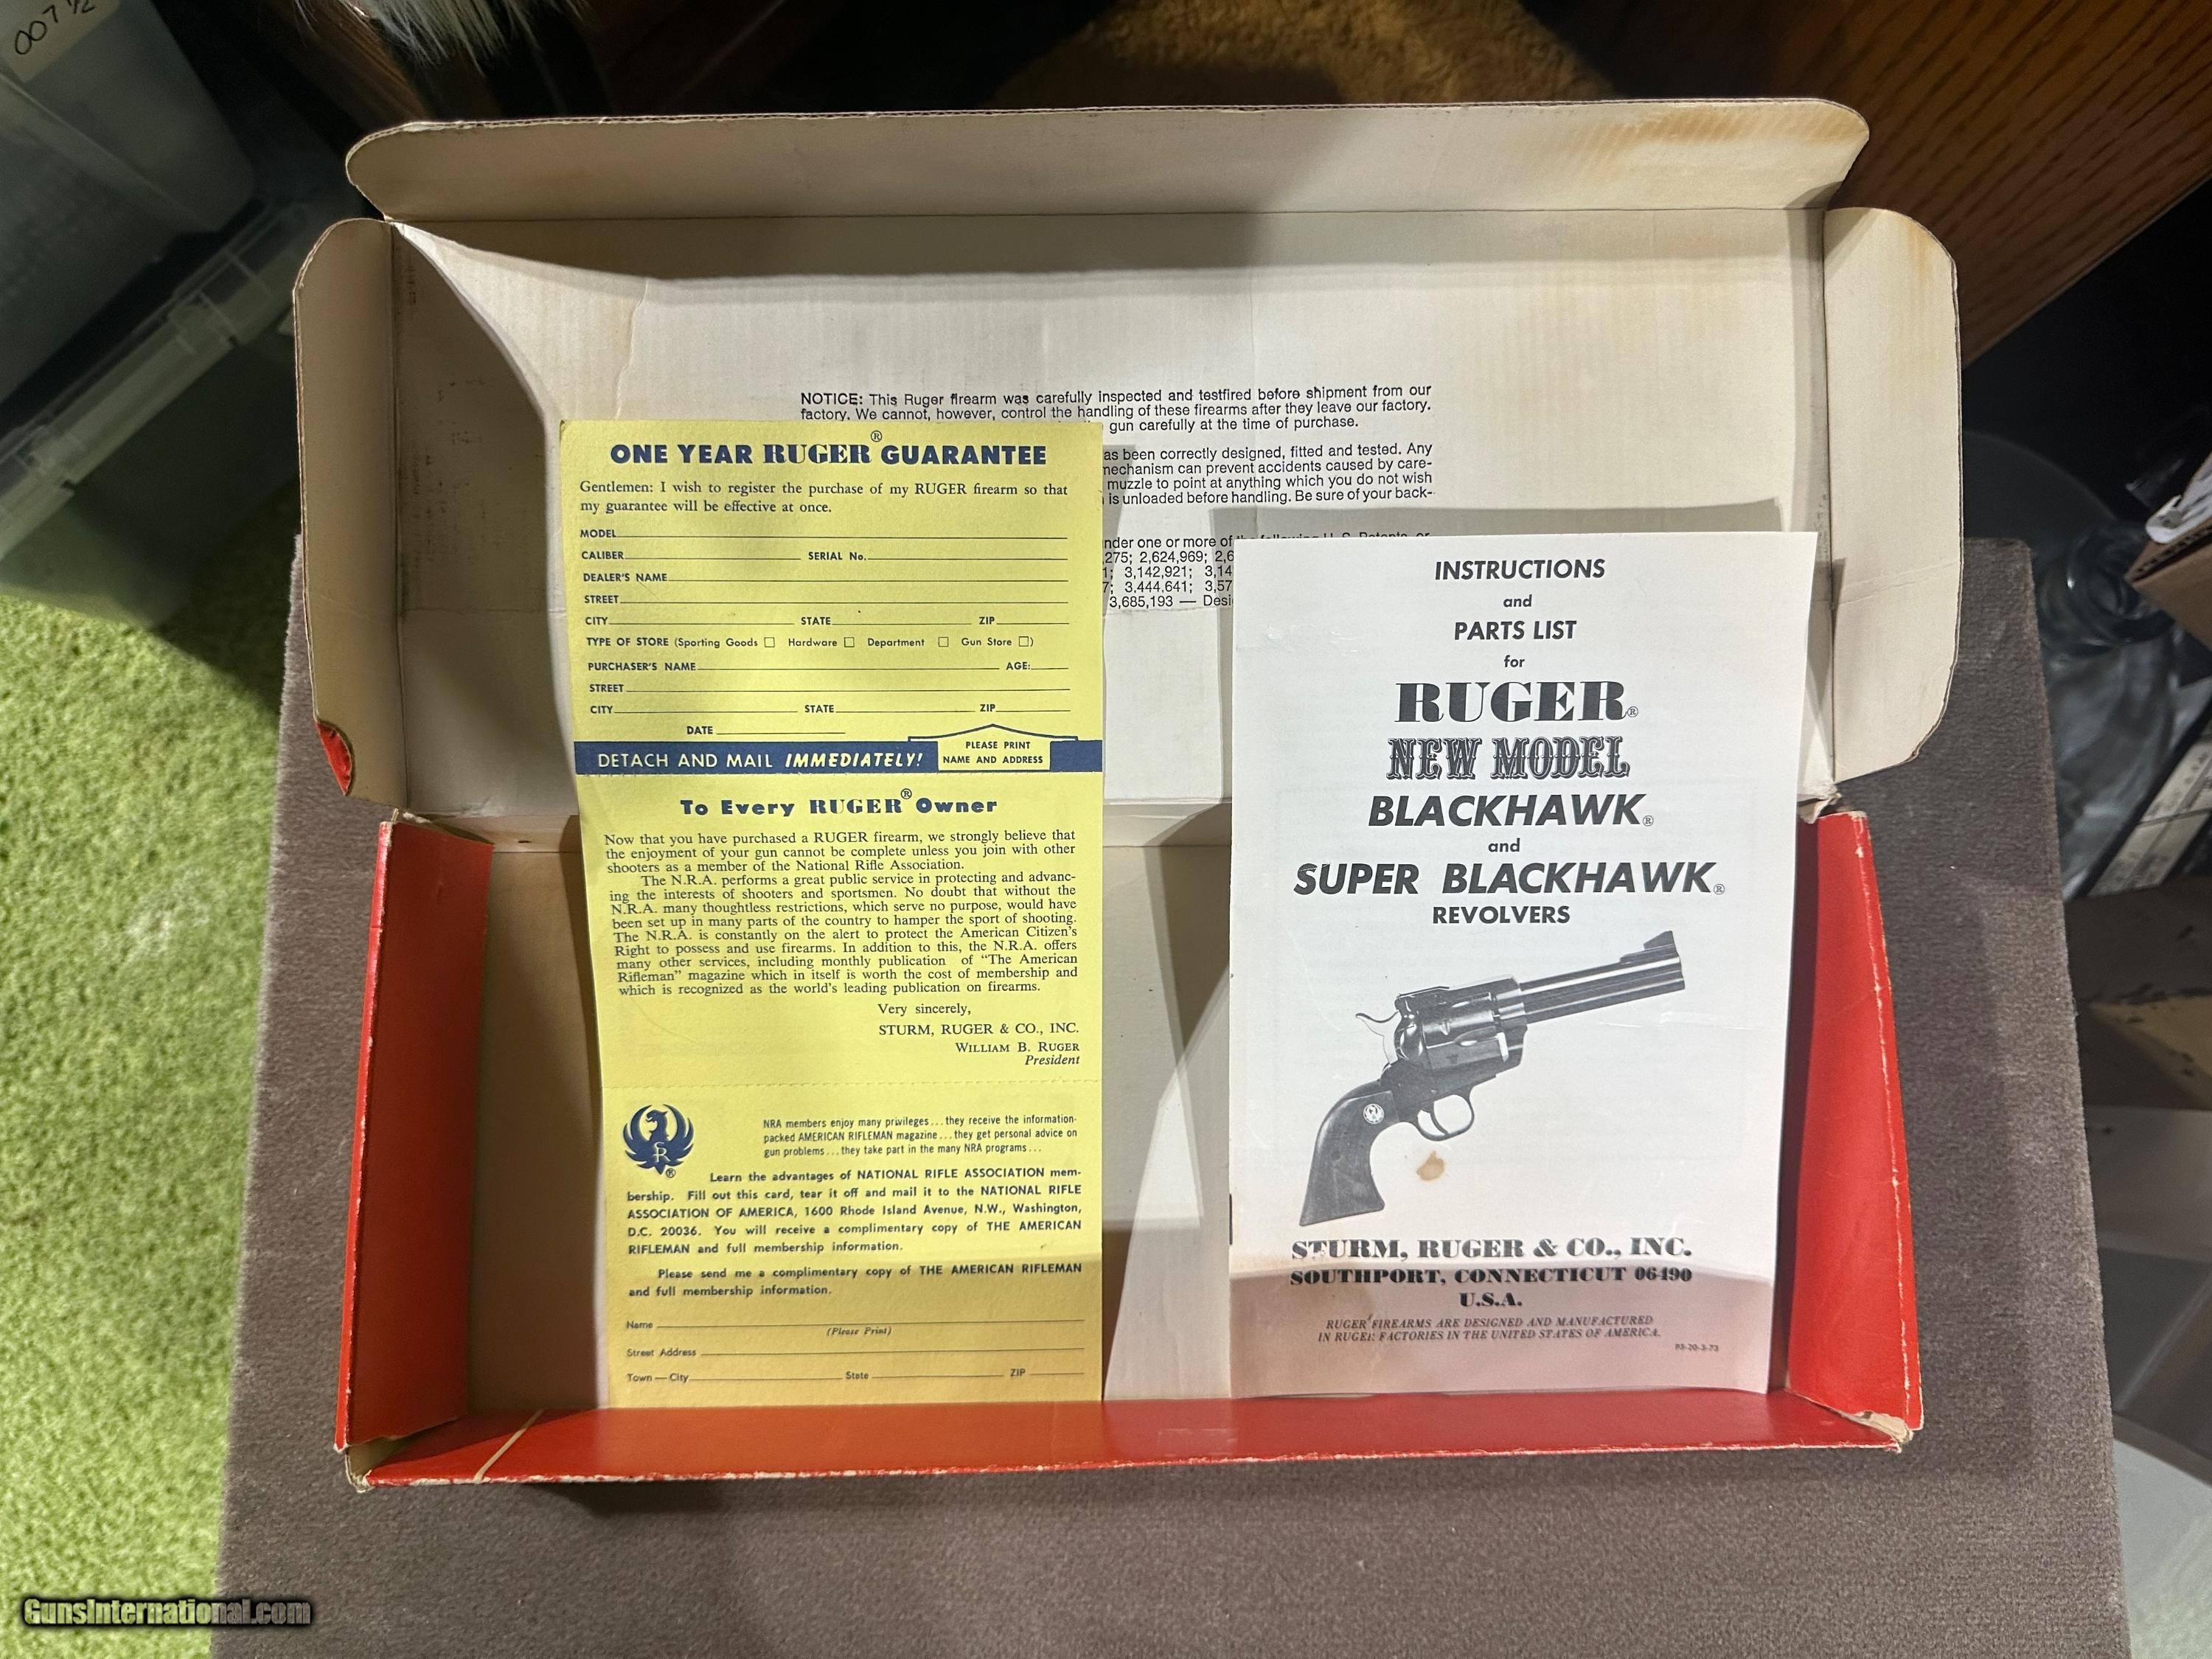 007 1/2
NOTICE: This Ruger firearm was carefully inspected and testfired before shipment from our
factory. We cannot, however, control the handling of these firearms after they leave our factory.
gun carefully at the time of purchase.
as been correctly designed, fitted and tested. Any
mechanism can prevent accidents caused by care-
muzzle to point at anything which you do not wish
is unloaded before handling. Be sure of your back-
nder one or more of the following U.S. Patents, or
275; 2,624,969; 2,6
1; 3,142,921; 3,14
7; 3,444,641; 3,57
3,685,193 — Desi
ONE YEAR RUGER® GUARANTEE
Gentlemen: I wish to register the purchase of my RUGER firearm so that
my guarantee will be effective at once.
MODEL
CALIBER SERIAL No.
DEALER'S NAME
STREET
CITY STATE ZIP
TYPE OF STORE (Sporting Goods ☐ Hardware ☐ Department ☐ Gun Store ☐)
PURCHASER'S NAME AGE:
STREET
CITY STATE ZIP
DATE
DETACH AND MAIL IMMEDIATELY!
PLEASE PRINT
NAME AND ADDRESS
To Every RUGER® Owner
Now that you have purchased a RUGER firearm, we strongly believe that
the enjoyment of your gun cannot be complete unless you join with other
shooters as a member of the National Rifle Association.
The N.R.A. performs a great public service in protecting and advanc-
ing the interests of shooters and sportsmen. No doubt that without the
N.R.A. many thoughtless restrictions, which serve no purpose, would have
been set up in many parts of the country to hamper the sport of shooting.
The N.R.A. is constantly on the alert to protect the American Citizen's
Right to possess and use firearms. In addition to this, the N.R.A. offers
many other services, including monthly publication of "The American
Rifleman" magazine which in itself is worth the cost of membership and
which is recognized as the world's leading publication on firearms.
Very sincerely,
STURM, RUGER & CO., INC.
WILLIAM B. RUGER
President
NRA members enjoy many privileges...they receive the information-
packed AMERICAN RIFLEMAN magazine...they get personal advice on
gun problems...they take part in the many NRA programs...
Learn the advantages of NATIONAL RIFLE ASSOCIATION mem-
bership. Fill out this card, tear it off and mail it to the NATIONAL RIFLE
ASSOCIATION OF AMERICA, 1600 Rhode Island Avenue, N.W., Washington,
D.C. 20036. You will receive a complimentary copy of THE AMERICAN
RIFLEMAN and full membership information.
Please send me a complimentary copy of THE AMERICAN RIFLEMAN
and full membership information.
Name
(Please Print)
Street Address
Town — City State ZIP
INSTRUCTIONS
and
PARTS LIST
for
RUGER®
NEW MODEL
BLACKHAWK®
and
SUPER BLACKHAWK®
REVOLVERS
STURM, RUGER & CO., INC.
SOUTHPORT, CONNECTICUT 06490
U.S.A.
RUGER FIREARMS ARE DESIGNED AND MANUFACTURED
IN RUGER FACTORIES IN THE UNITED STATES OF AMERICA.
P3-20-3-73
GunsInternational.com